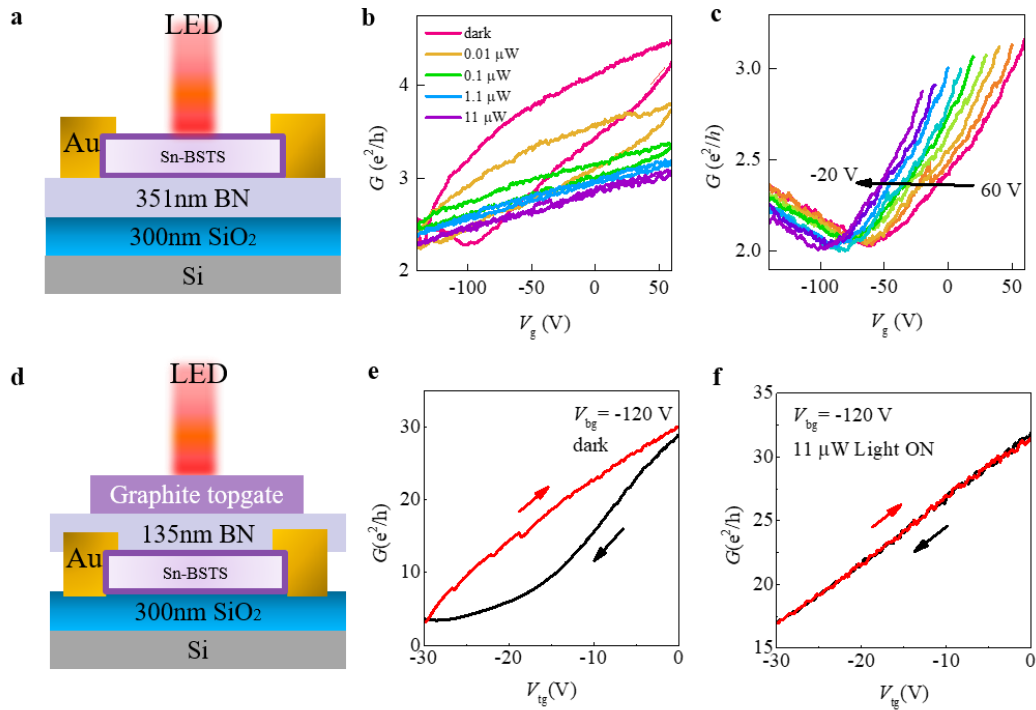 a
LED
Au
Sn-BSTS
351nm BN
300nm SiO₂
Si
b
dark
0.01 μW
0.1 μW
1.1 μW
11 μW
G (e²/h)
4
3
2
-100
-50
0
50
Vg (V)
c
G (e²/h)
3.0
2.5
2.0
-20 V
60 V
-100
-50
0
50
Vg (V)
d
LED
Graphite topgate
135nm BN
Au
Sn-BSTS
300nm SiO₂
Si
e
Vbg= -120 V
dark
G(e²/h)
30
20
10
0
-30
-20
-10
0
Vtg (V)
f
Vbg= -120 V
11 μW Light ON
G(e²/h)
35
30
25
20
15
-30
-20
-10
0
Vtg (V)